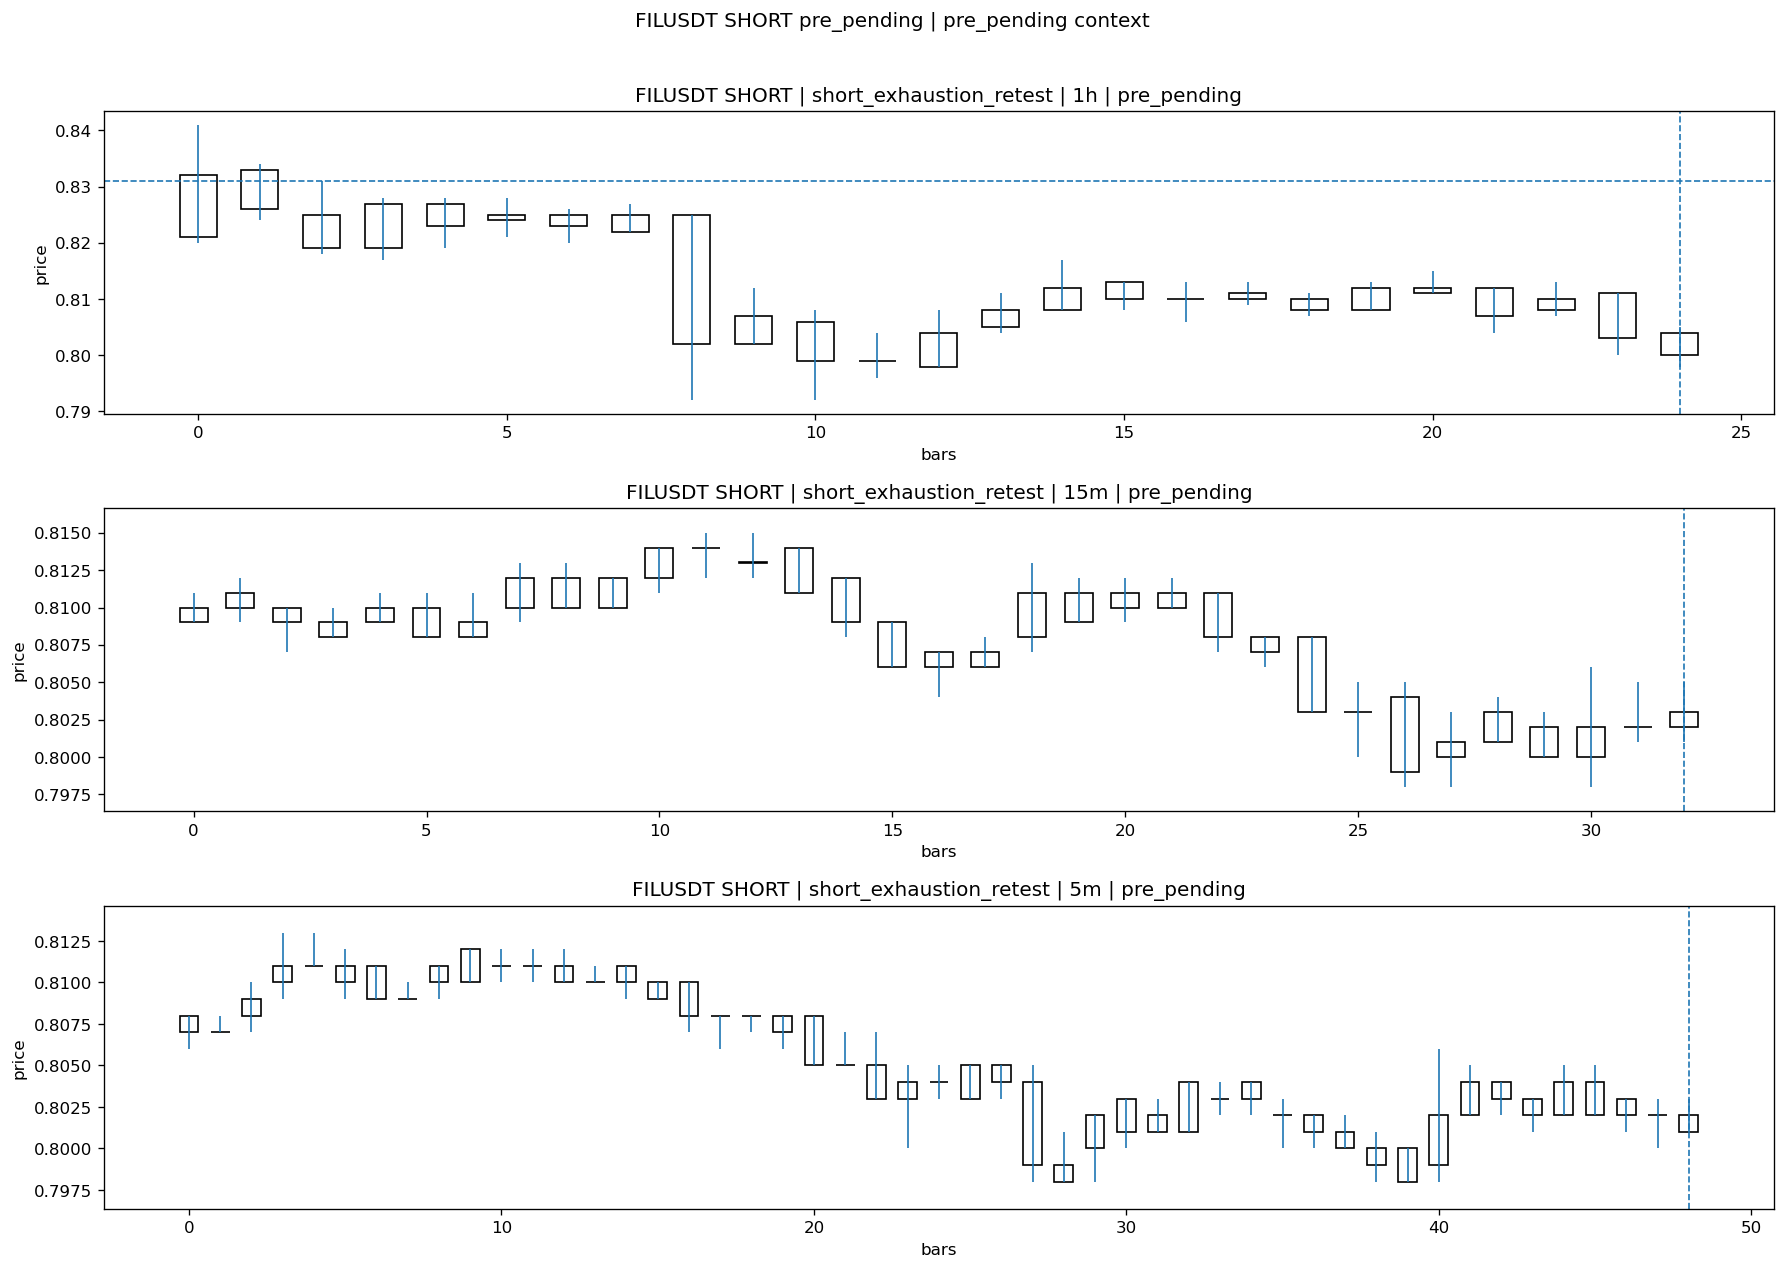 FILUSDT SHORT pre_pending | pre_pending context
FILUSDT SHORT | short_exhaustion_retest | 1h | pre_pending
0.84
0.83
0.82
0.81
0.80
0.79
price
0 5 10 15 20 25
bars
FILUSDT SHORT | short_exhaustion_retest | 15m | pre_pending
0.8150
0.8125
0.8100
0.8075
0.8050
0.8025
0.8000
0.7975
price
0 5 10 15 20 25 30
bars
FILUSDT SHORT | short_exhaustion_retest | 5m | pre_pending
0.8125
0.8100
0.8075
0.8050
0.8025
0.8000
0.7975
price
0 10 20 30 40 50
bars